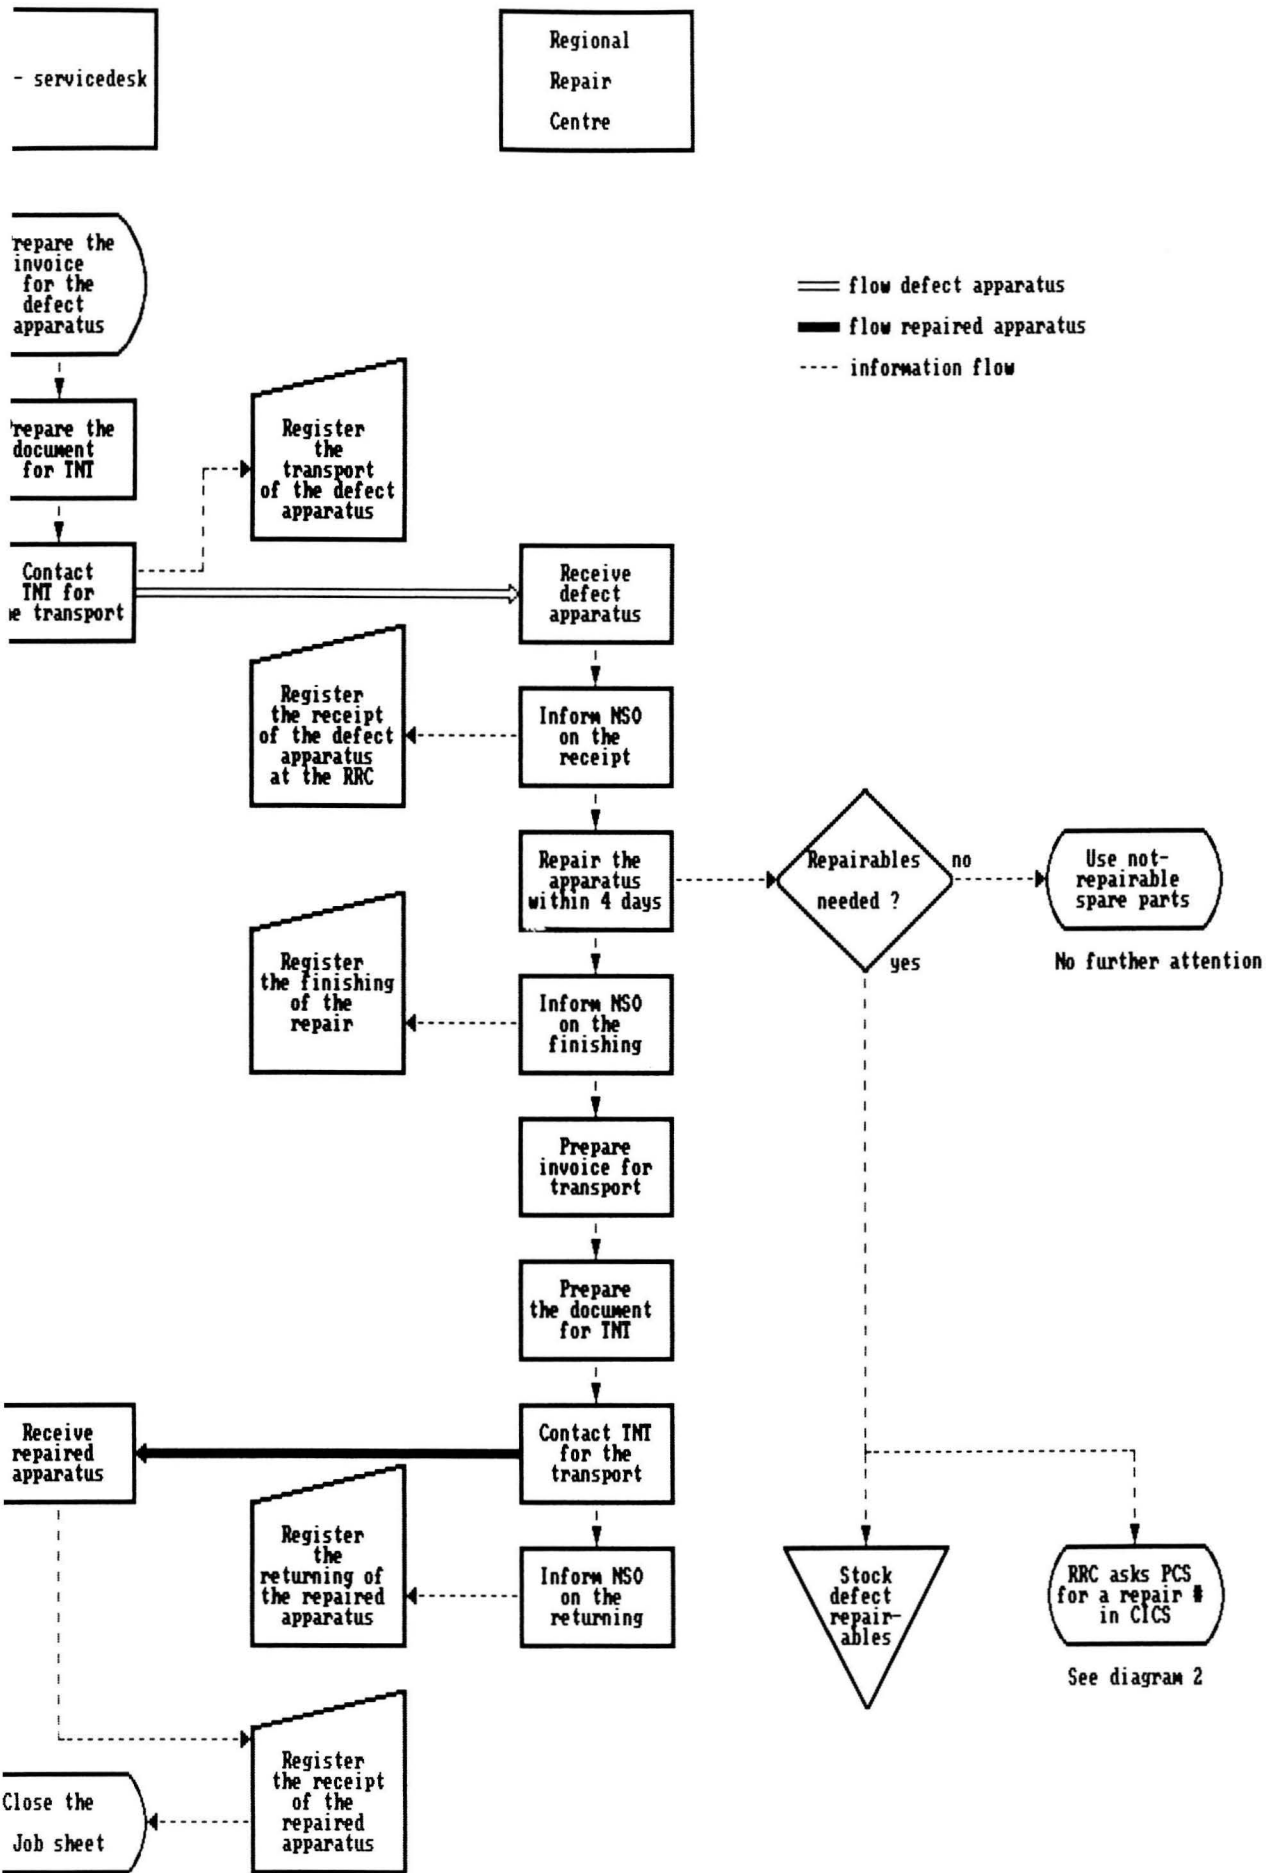 - servicedesk
Regional
Repair
Centre
repare the
invoice
for the
defect
apparatus
flow defect apparatus
flow repaired apparatus
information flow
repare the
document
for TNT
Register
the
transport
of the defect
apparatus
Contact
TNT for
e transport
Receive
defect
apparatus
Register
the receipt
of the defect
apparatus
at the RRC
Inform NSO
on the
receipt
Repair the
apparatus
within 4 days
Repairables
needed ?
no
yes
Use not-
repairable
spare parts
No further attention
Register
the finishing
of the
repair
Inform NSO
on the
finishing
Prepare
invoice for
transport
Prepare
the document
for TNT
Receive
repaired
apparatus
Contact TNT
for the
transport
Register
the
returning of
the repaired
apparatus
Inform NSO
on the
returning
Stock
defect
repair-
ables
RRC asks PCS
for a repair #
in CICS
See diagram 2
Register
the receipt
of the
repaired
apparatus
Close the
Job sheet